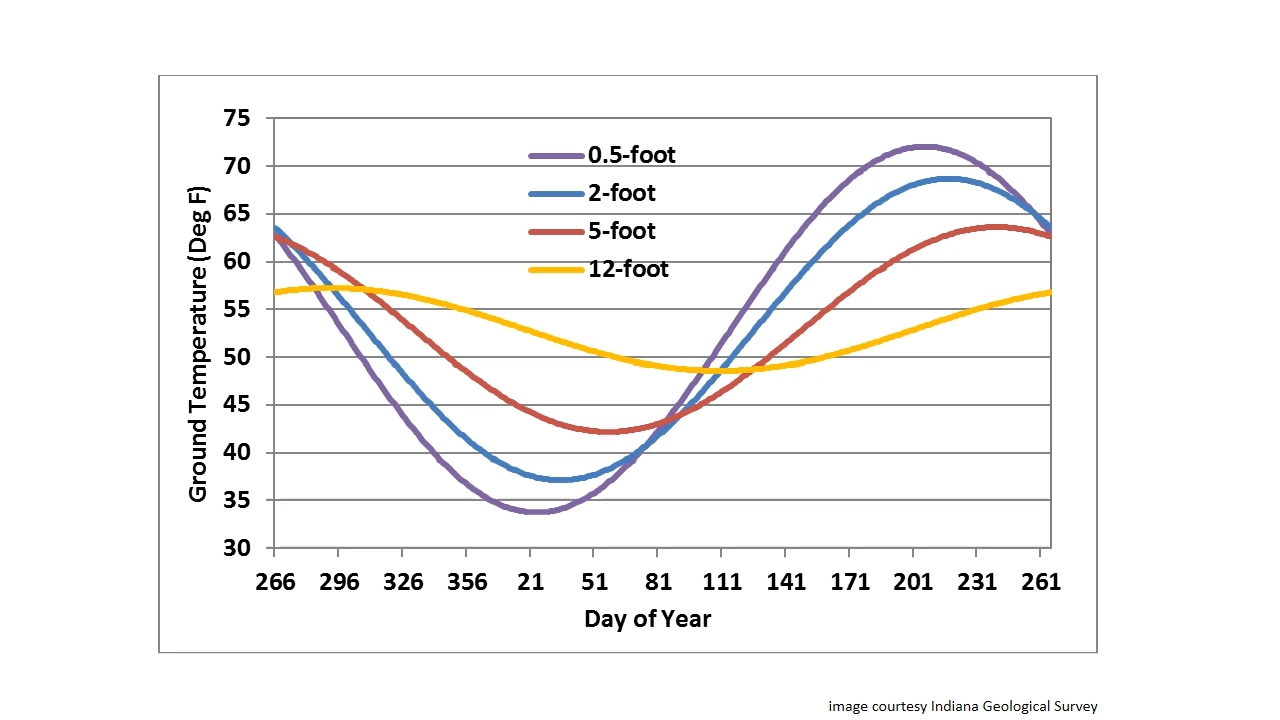 75
70
65
60
55
50
45
40
35
30
Ground Temperature (Deg F)
0.5-foot
2-foot
5-foot
12-foot
266 296 326 356 21 51 81 111 141 171 201 231 261
Day of Year
image courtesy Indiana Geological Survey